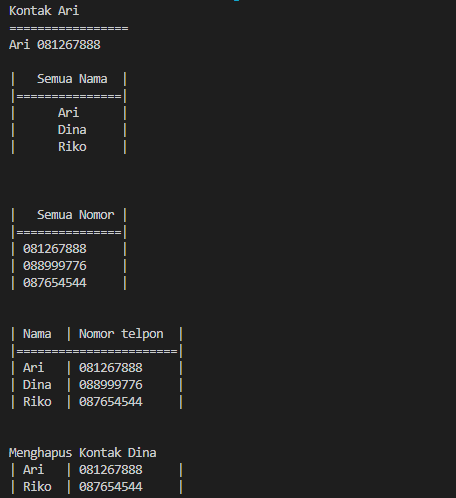 Kontak Ari
=================
Ari 081267888
|   Semua Nama  |
|===============|
|      Ari      |
|      Dina     |
|      Riko     |
|   Semua Nomor |
|===============|
| 081267888     |
| 088999776     |
| 087654544     |
| Nama  | Nomor telpon  |
|=======================|
| Ari   | 081267888     |
| Dina  | 088999776     |
| Riko  | 087654544     |
Menghapus Kontak Dina
| Ari   | 081267888     |
| Riko  | 087654544     |